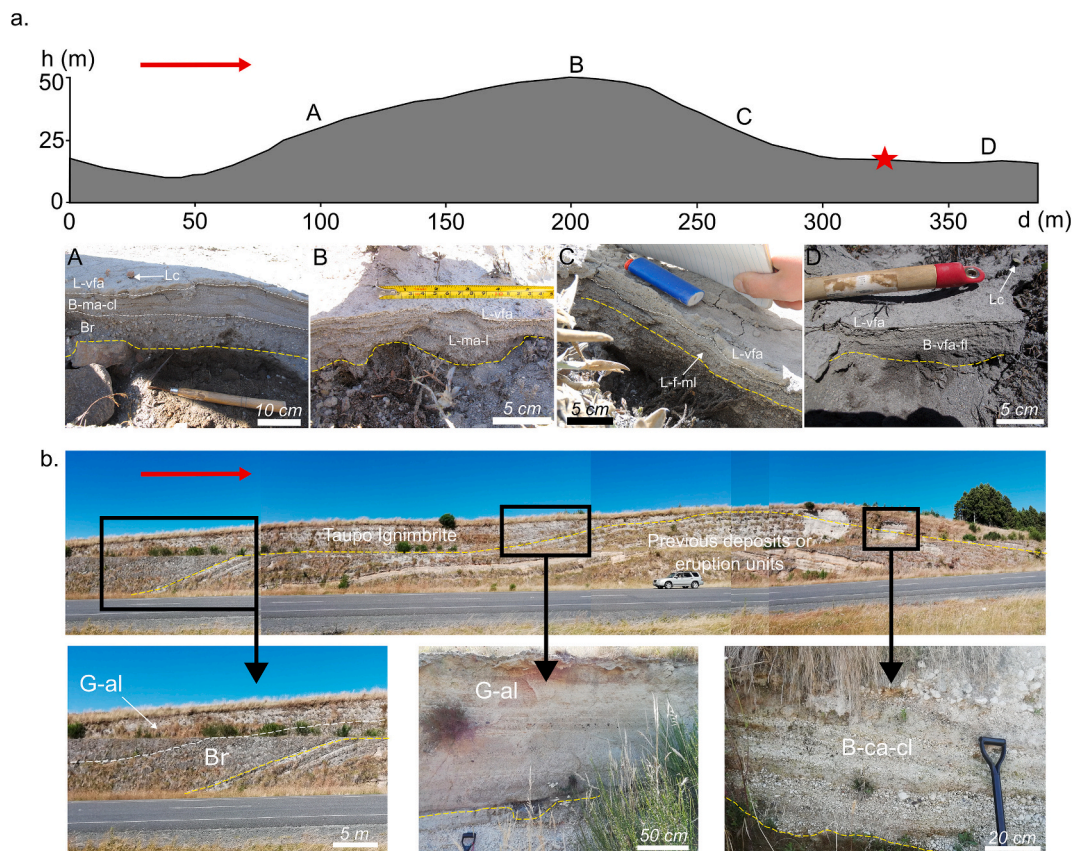 a.
h (m)
50
25
0
A
B
C
D
0
50
100
150
200
250
300
350
d (m)
A
L-vfa
Lc
B-ma-cl
Br
10 cm
B
L-vfa
L-ma-l
5 cm
C
L-vfa
L-f-ml
5 cm
D
Lc
L-vfa
B-vfa-fl
5 cm
b.
Taupo Ignimbrite
Previous deposits or
eruption units
G-al
Br
5 m
G-al
50 cm
B-ca-cl
20 cm